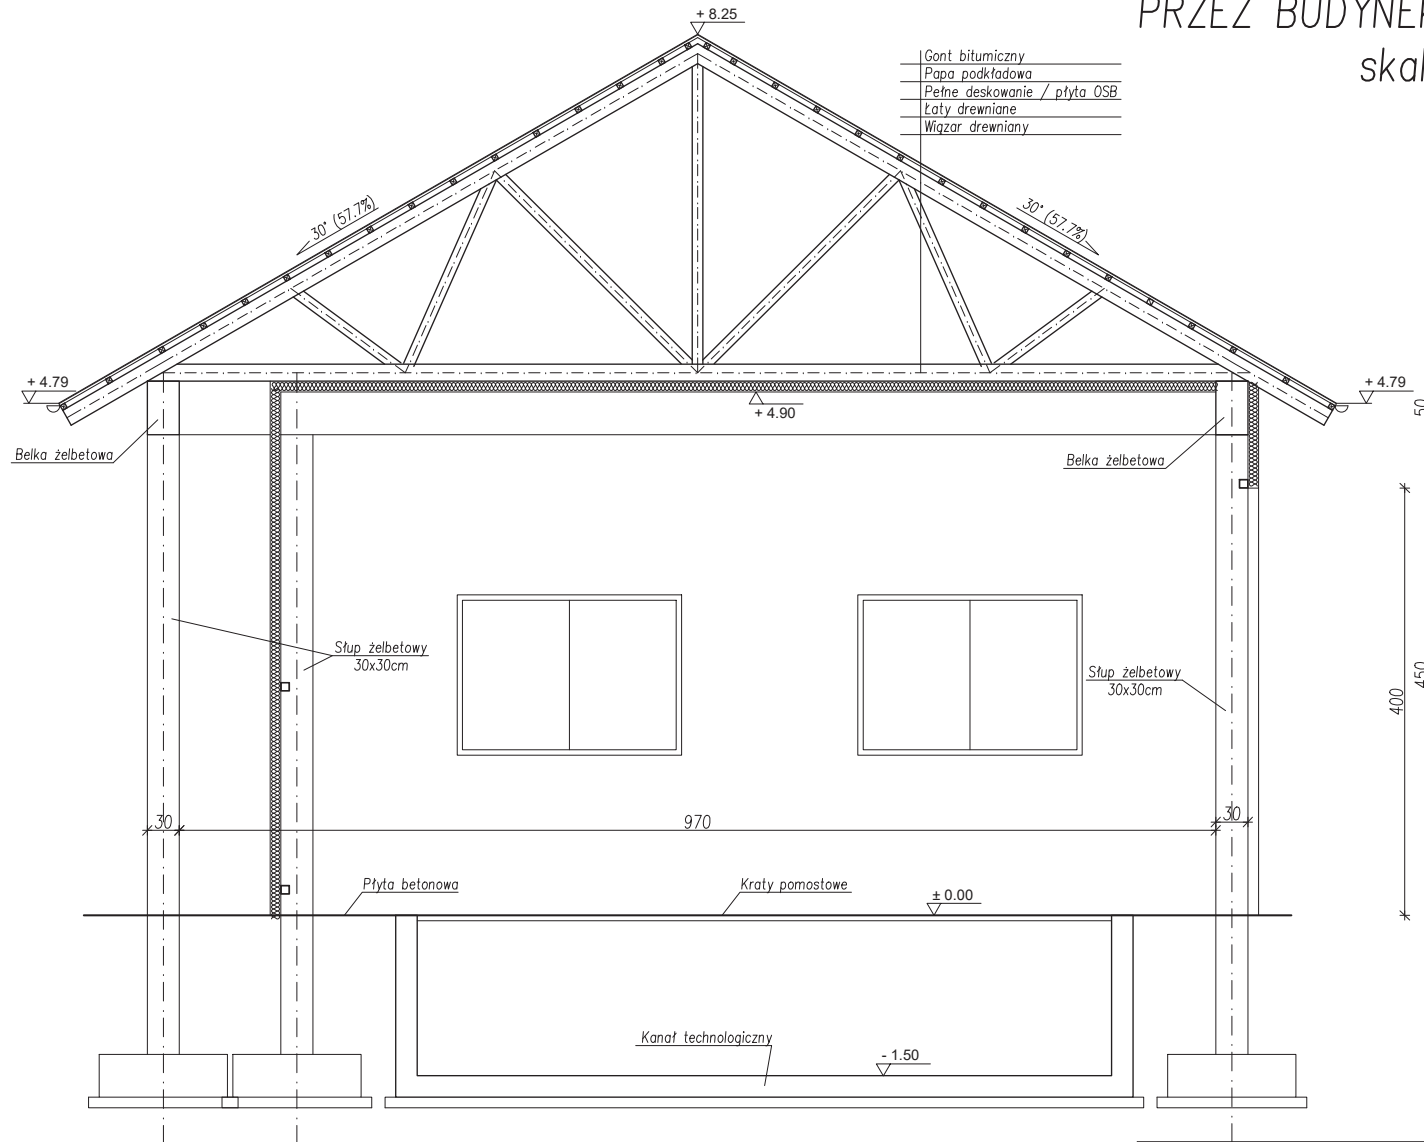 PRZEZ BUDYNEK
skal
+ 8.25
Gont bitumiczny
Papa podkładowa
Pełne deskowanie / płyta OSB
Łaty drewniane
Wiązar drewniany
30° (57.7%)
30° (57.7%)
+ 4.79
+ 4.79
+ 4.90
50
Belka żelbetowa
Belka żelbetowa
Słup żelbetowy
30x30cm
Słup żelbetowy
30x30cm
450
400
30
970
30
Płyta betonowa
Kraty pomostowe
± 0.00
Kanał technologiczny
- 1.50